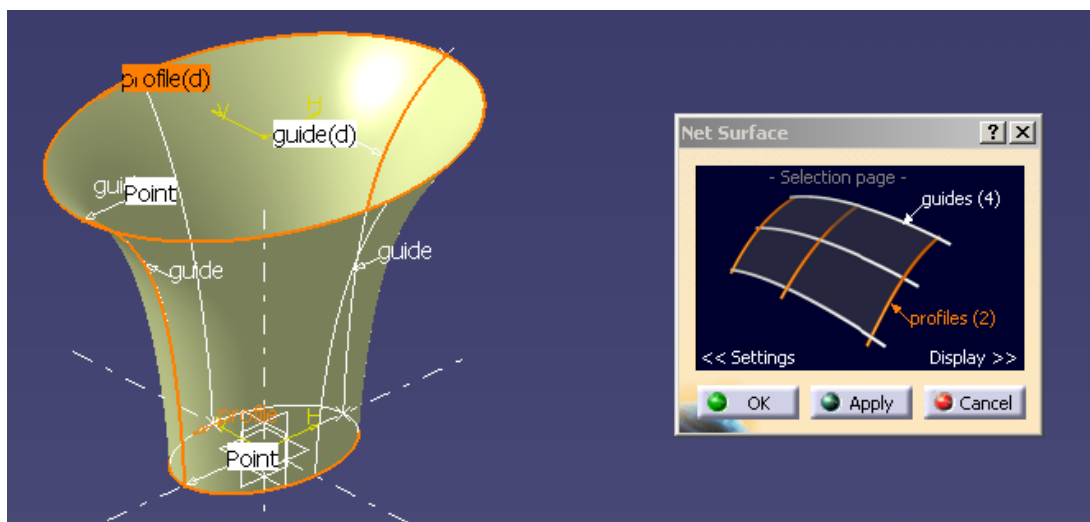 profile(d)
V
H
guide(d)
Point
guide
guide
profile
H
Point
Net Surface
- Selection page -
guides (4)
profiles (2)
<< Settings
Display >>
OK
Apply
Cancel